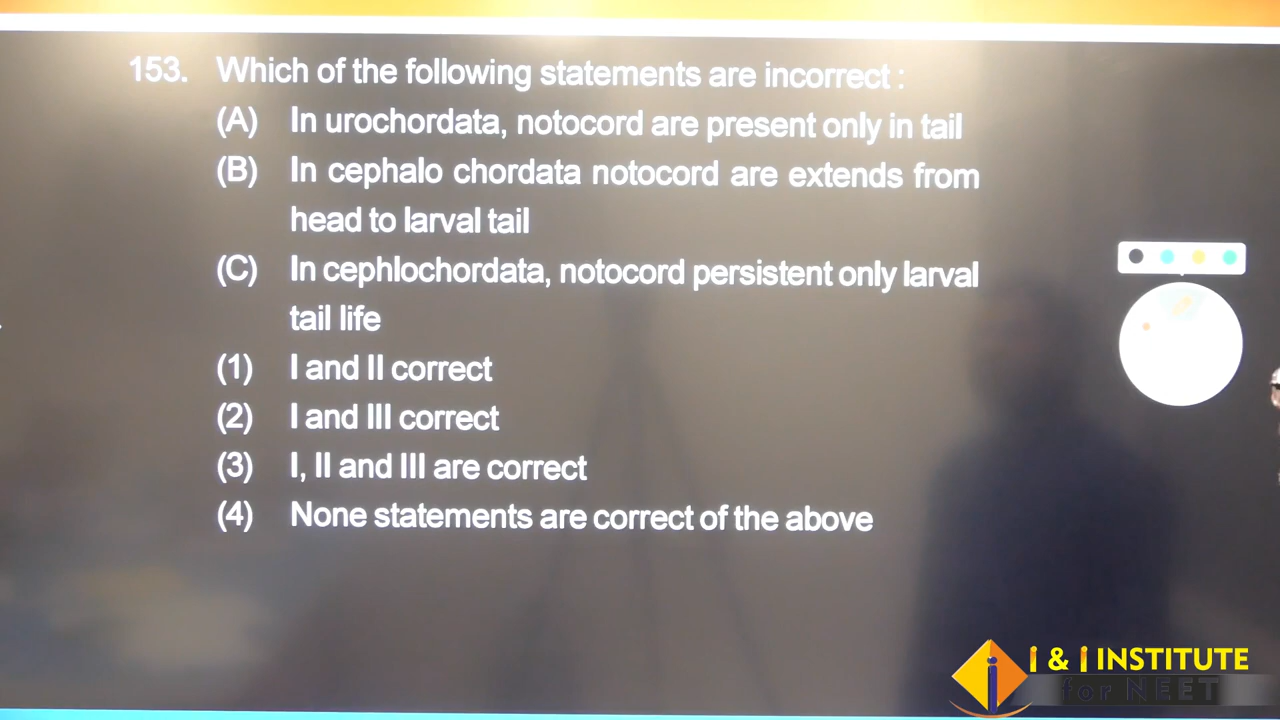 153. Which of the following statements are incorrect :
(A) In urochordata, notocord are present only in tail
(B) In cephalo chordata notocord are extends from
head to larval tail
(C) In cephlochordata, notocord persistent only larval
tail life
(1) I and II correct
(2) I and III correct
(3) I, II and III are correct
(4) None statements are correct of the above
i & i INSTITUTE
for NEET